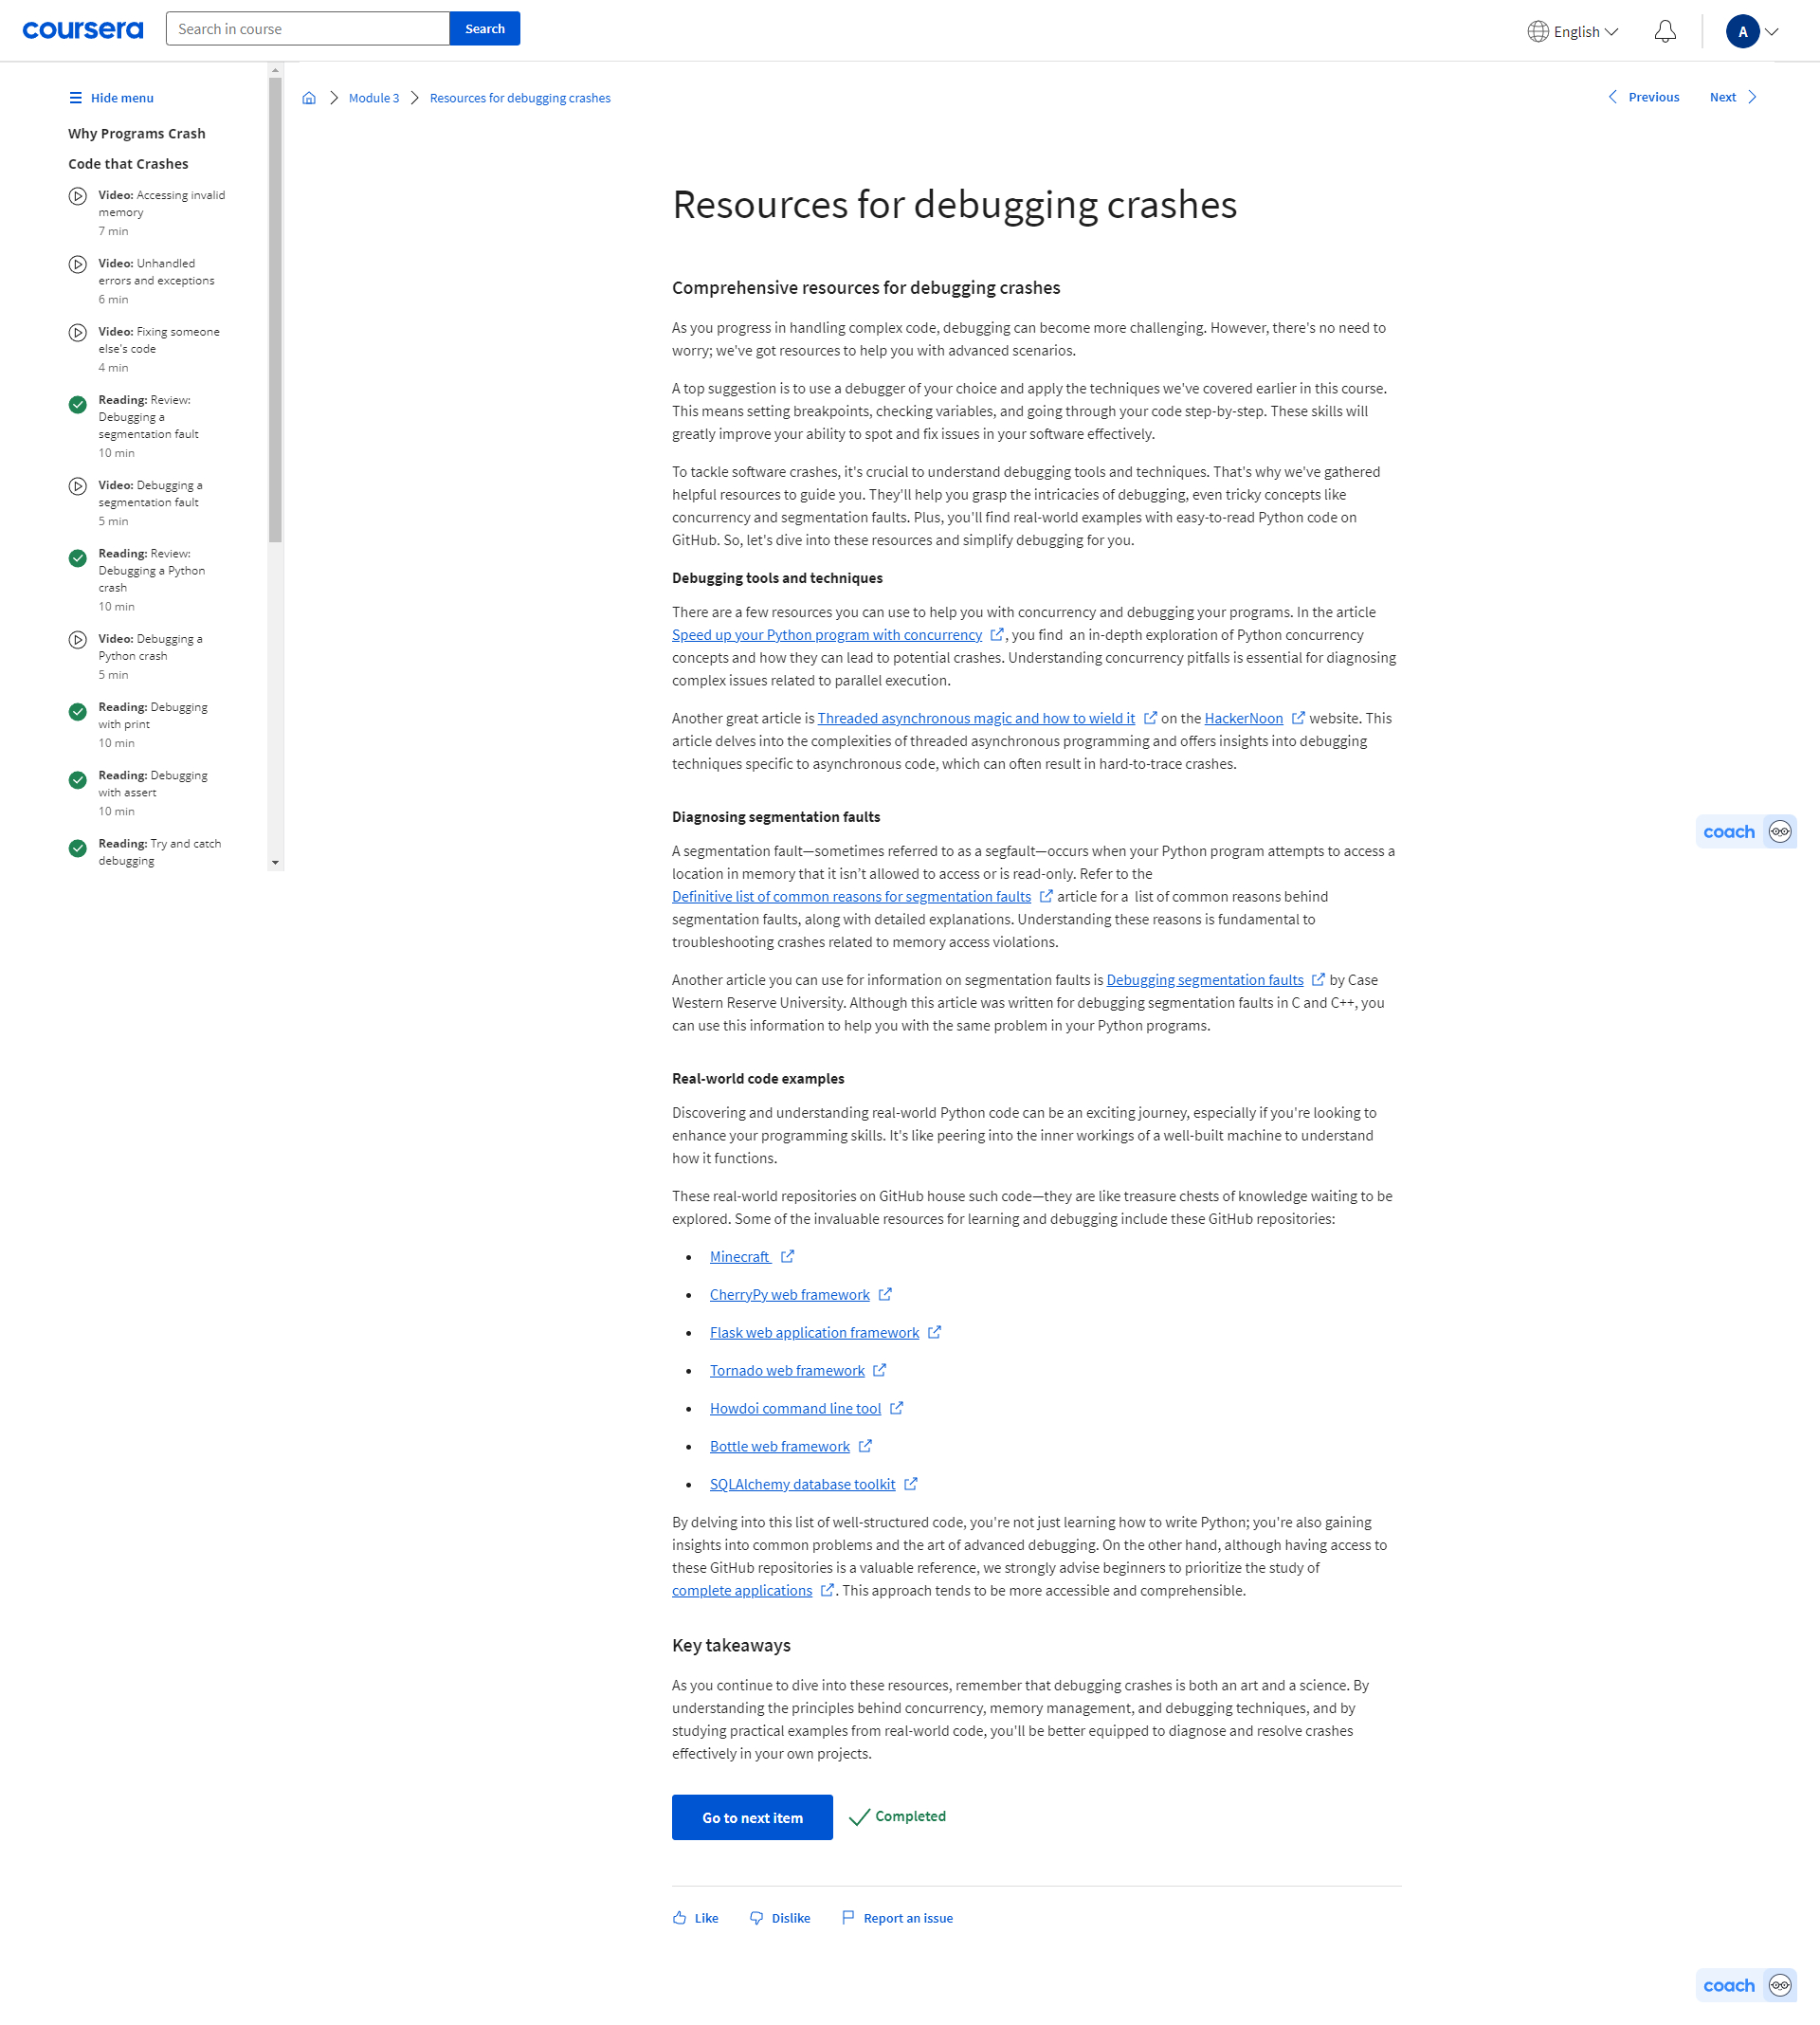 coursera
Search in course
Search
English
A
Hide menu
Why Programs Crash
Code that Crashes
Video: Accessing invalid
memory
7 min
Video: Unhandled
errors and exceptions
6 min
Video: Fixing someone
else's code
4 min
Reading: Review:
Debugging a
segmentation fault
10 min
Video: Debugging a
segmentation fault
5 min
Reading: Review:
Debugging a Python
crash
10 min
Video: Debugging a
Python crash
5 min
Reading: Debugging
with print
10 min
Reading: Debugging
with assert
10 min
Reading: Try and catch
debugging
Module 3
Resources for debugging crashes
Previous
Next
Resources for debugging crashes
Comprehensive resources for debugging crashes
As you progress in handling complex code, debugging can become more challenging. However, there's no need to
worry; we've got resources to help you with advanced scenarios.
A top suggestion is to use a debugger of your choice and apply the techniques we've covered earlier in this course.
This means setting breakpoints, checking variables, and going through your code step-by-step. These skills will
greatly improve your ability to spot and fix issues in your software effectively.
To tackle software crashes, it's crucial to understand debugging tools and techniques. That's why we've gathered
helpful resources to guide you. They'll help you grasp the intricacies of debugging, even tricky concepts like
concurrency and segmentation faults. Plus, you'll find real-world examples with easy-to-read Python code on
GitHub. So, let's dive into these resources and simplify debugging for you.
Debugging tools and techniques
There are a few resources you can use to help you with concurrency and debugging your programs. In the article
Speed up your Python program with concurrency, you find an in-depth exploration of Python concurrency
concepts and how they can lead to potential crashes. Understanding concurrency pitfalls is essential for diagnosing
complex issues related to parallel execution.
Another great article is Threaded asynchronous magic and how to wield it on the HackerNoon website. This
article delves into the complexities of threaded asynchronous programming and offers insights into debugging
techniques specific to asynchronous code, which can often result in hard-to-trace crashes.
Diagnosing segmentation faults
A segmentation fault—sometimes referred to as a segfault—occurs when your Python program attempts to access a
location in memory that it isn't allowed to access or is read-only. Refer to the
Definitive list of common reasons for segmentation faults article for a list of common reasons behind
segmentation faults, along with detailed explanations. Understanding these reasons is fundamental to
troubleshooting crashes related to memory access violations.
Another article you can use for information on segmentation faults is Debugging segmentation faults by Case
Western Reserve University. Although this article was written for debugging segmentation faults in C and C++, you
can use this information to help you with the same problem in your Python programs.
Real-world code examples
Discovering and understanding real-world Python code can be an exciting journey, especially if you're looking to
enhance your programming skills. It's like peering into the inner workings of a well-built machine to understand
how it functions.
These real-world repositories on GitHub house such code—they are like treasure chests of knowledge waiting to be
explored. Some of the invaluable resources for learning and debugging include these GitHub repositories:
• Minecraft
• CherryPy web framework
• Flask web application framework
• Tornado web framework
• Howdoi command line tool
• Bottle web framework
• SQLAlchemy database toolkit
By delving into this list of well-structured code, you're not just learning how to write Python; you're also gaining
insights into common problems and the art of advanced debugging. On the other hand, although having access to
these GitHub repositories is a valuable reference, we strongly advise beginners to prioritize the study of
complete applications. This approach tends to be more accessible and comprehensible.
Key takeaways
As you continue to dive into these resources, remember that debugging crashes is both an art and a science. By
understanding the principles behind concurrency, memory management, and debugging techniques, and by
studying practical examples from real-world code, you'll be better equipped to diagnose and resolve crashes
effectively in your own projects.
Go to next item
Completed
Like
Dislike
Report an issue
coach
coach